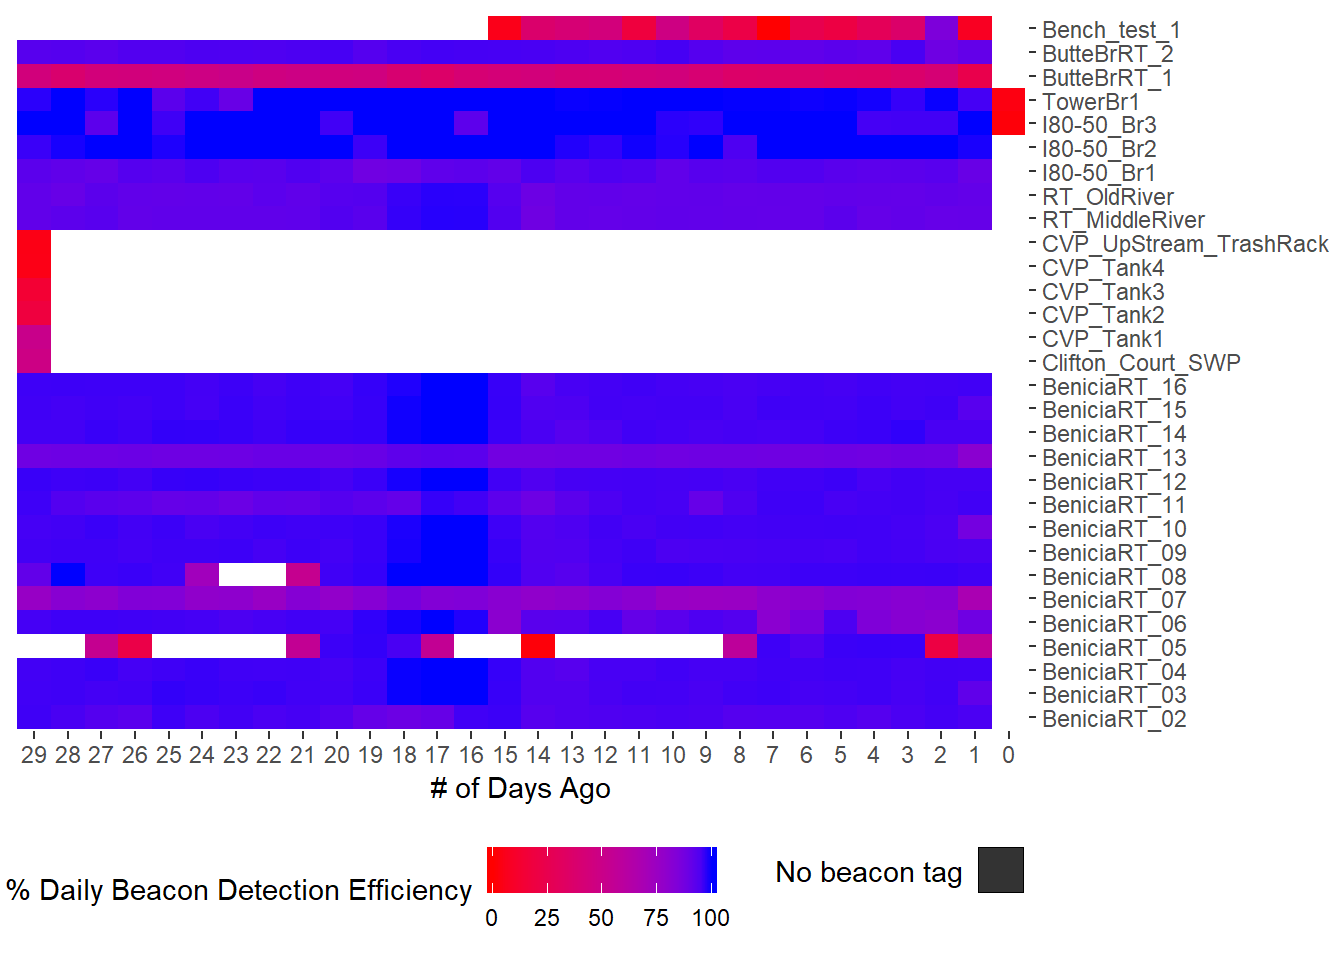 Bench_test_1
ButteBrRT_2
ButteBrRT_1
TowerBr1
I80-50_Br3
I80-50_Br2
I80-50_Br1
RT_OldRiver
RT_MiddleRiver
CVP_UpStream_TrashRack
CVP_Tank4
CVP_Tank3
CVP_Tank2
CVP_Tank1
Clifton_Court_SWP
BeniciaRT_16
BeniciaRT_15
BeniciaRT_14
BeniciaRT_13
BeniciaRT_12
BeniciaRT_11
BeniciaRT_10
BeniciaRT_09
BeniciaRT_08
BeniciaRT_07
BeniciaRT_06
BeniciaRT_05
BeniciaRT_04
BeniciaRT_03
BeniciaRT_02
29 28 27 26 25 24 23 22 21 20 19 18 17 16 15 14 13 12 11 10 9 8 7 6 5 4 3 2 1 0
# of Days Ago
% Daily Beacon Detection Efficiency
0 25 50 75 100
No beacon tag